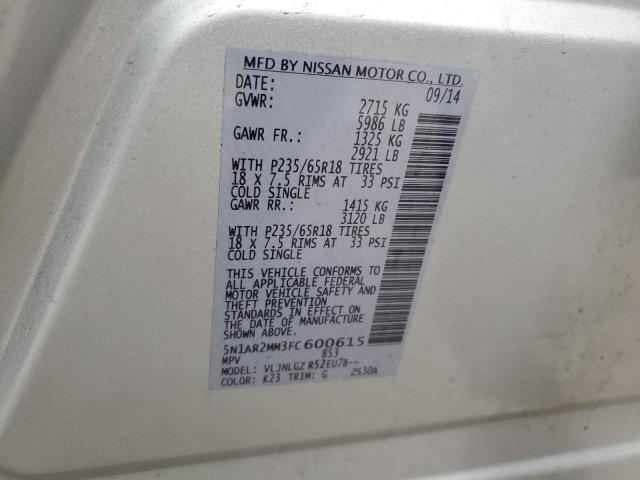 MFD BY NISSAN MOTOR CO., LTD.
DATE: 09/14
GVWR: 2715 KG
5986 LB
GAWR FR.: 1325 KG
2921 LB
WITH P235/65R18 TIRES
18 X 7.5 RIMS AT 33 PSI
COLD SINGLE
GAWR RR.: 1415 KG
3120 LB
WITH P235/65R18 TIRES
18 X 7.5 RIMS AT 33 PSI
COLD SINGLE
THIS VEHICLE CONFORMS TO
ALL APPLICABLE FEDERAL
MOTOR VEHICLE SAFETY AND
THEFT PREVENTION
STANDARDS IN EFFECT ON
THE DATE OF MANUFACTURE
SHOWN ABOVE.
5N1AR2MM3FC600615
MPV 853
MODEL: VLJNLGZ R52EU7B--
COLOR: K23 TRIM: G ZS30A